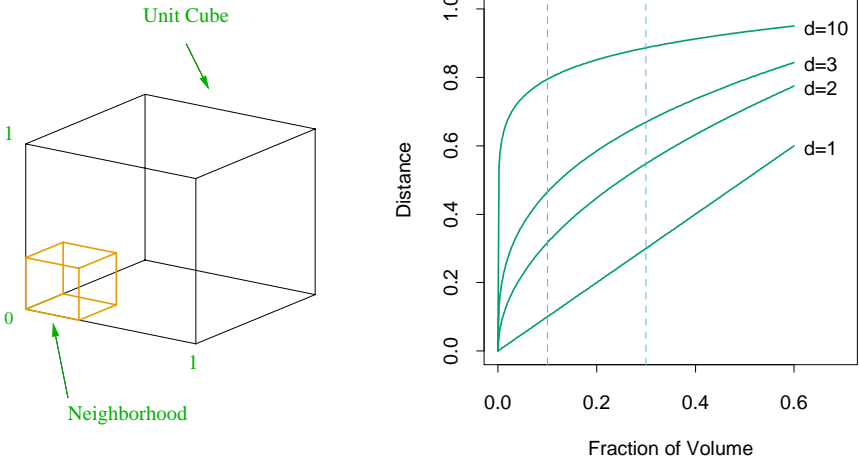 Unit Cube
1
0
1
Neighborhood
1.0
0.8
0.6
0.4
0.2
0.0
Distance
d=10
d=3
d=2
d=1
0.0 0.2 0.4 0.6
Fraction of Volume